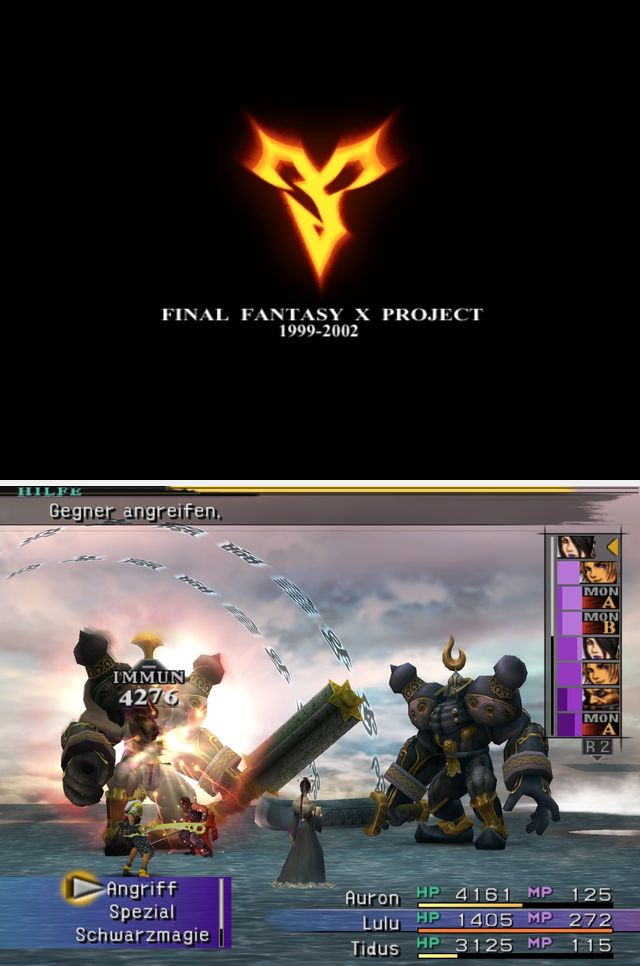 FINAL FANTASY X PROJECT
1999-2002
HILFE
Gegner angreifen.
IMMUN
4276
MON
A
MON
B
MON
A
R2
Angriff
Spezial
Schwarzmagie
Auron HP 4161 MP 125
Lulu HP 1405 MP 272
Tidus HP 3125 MP 115